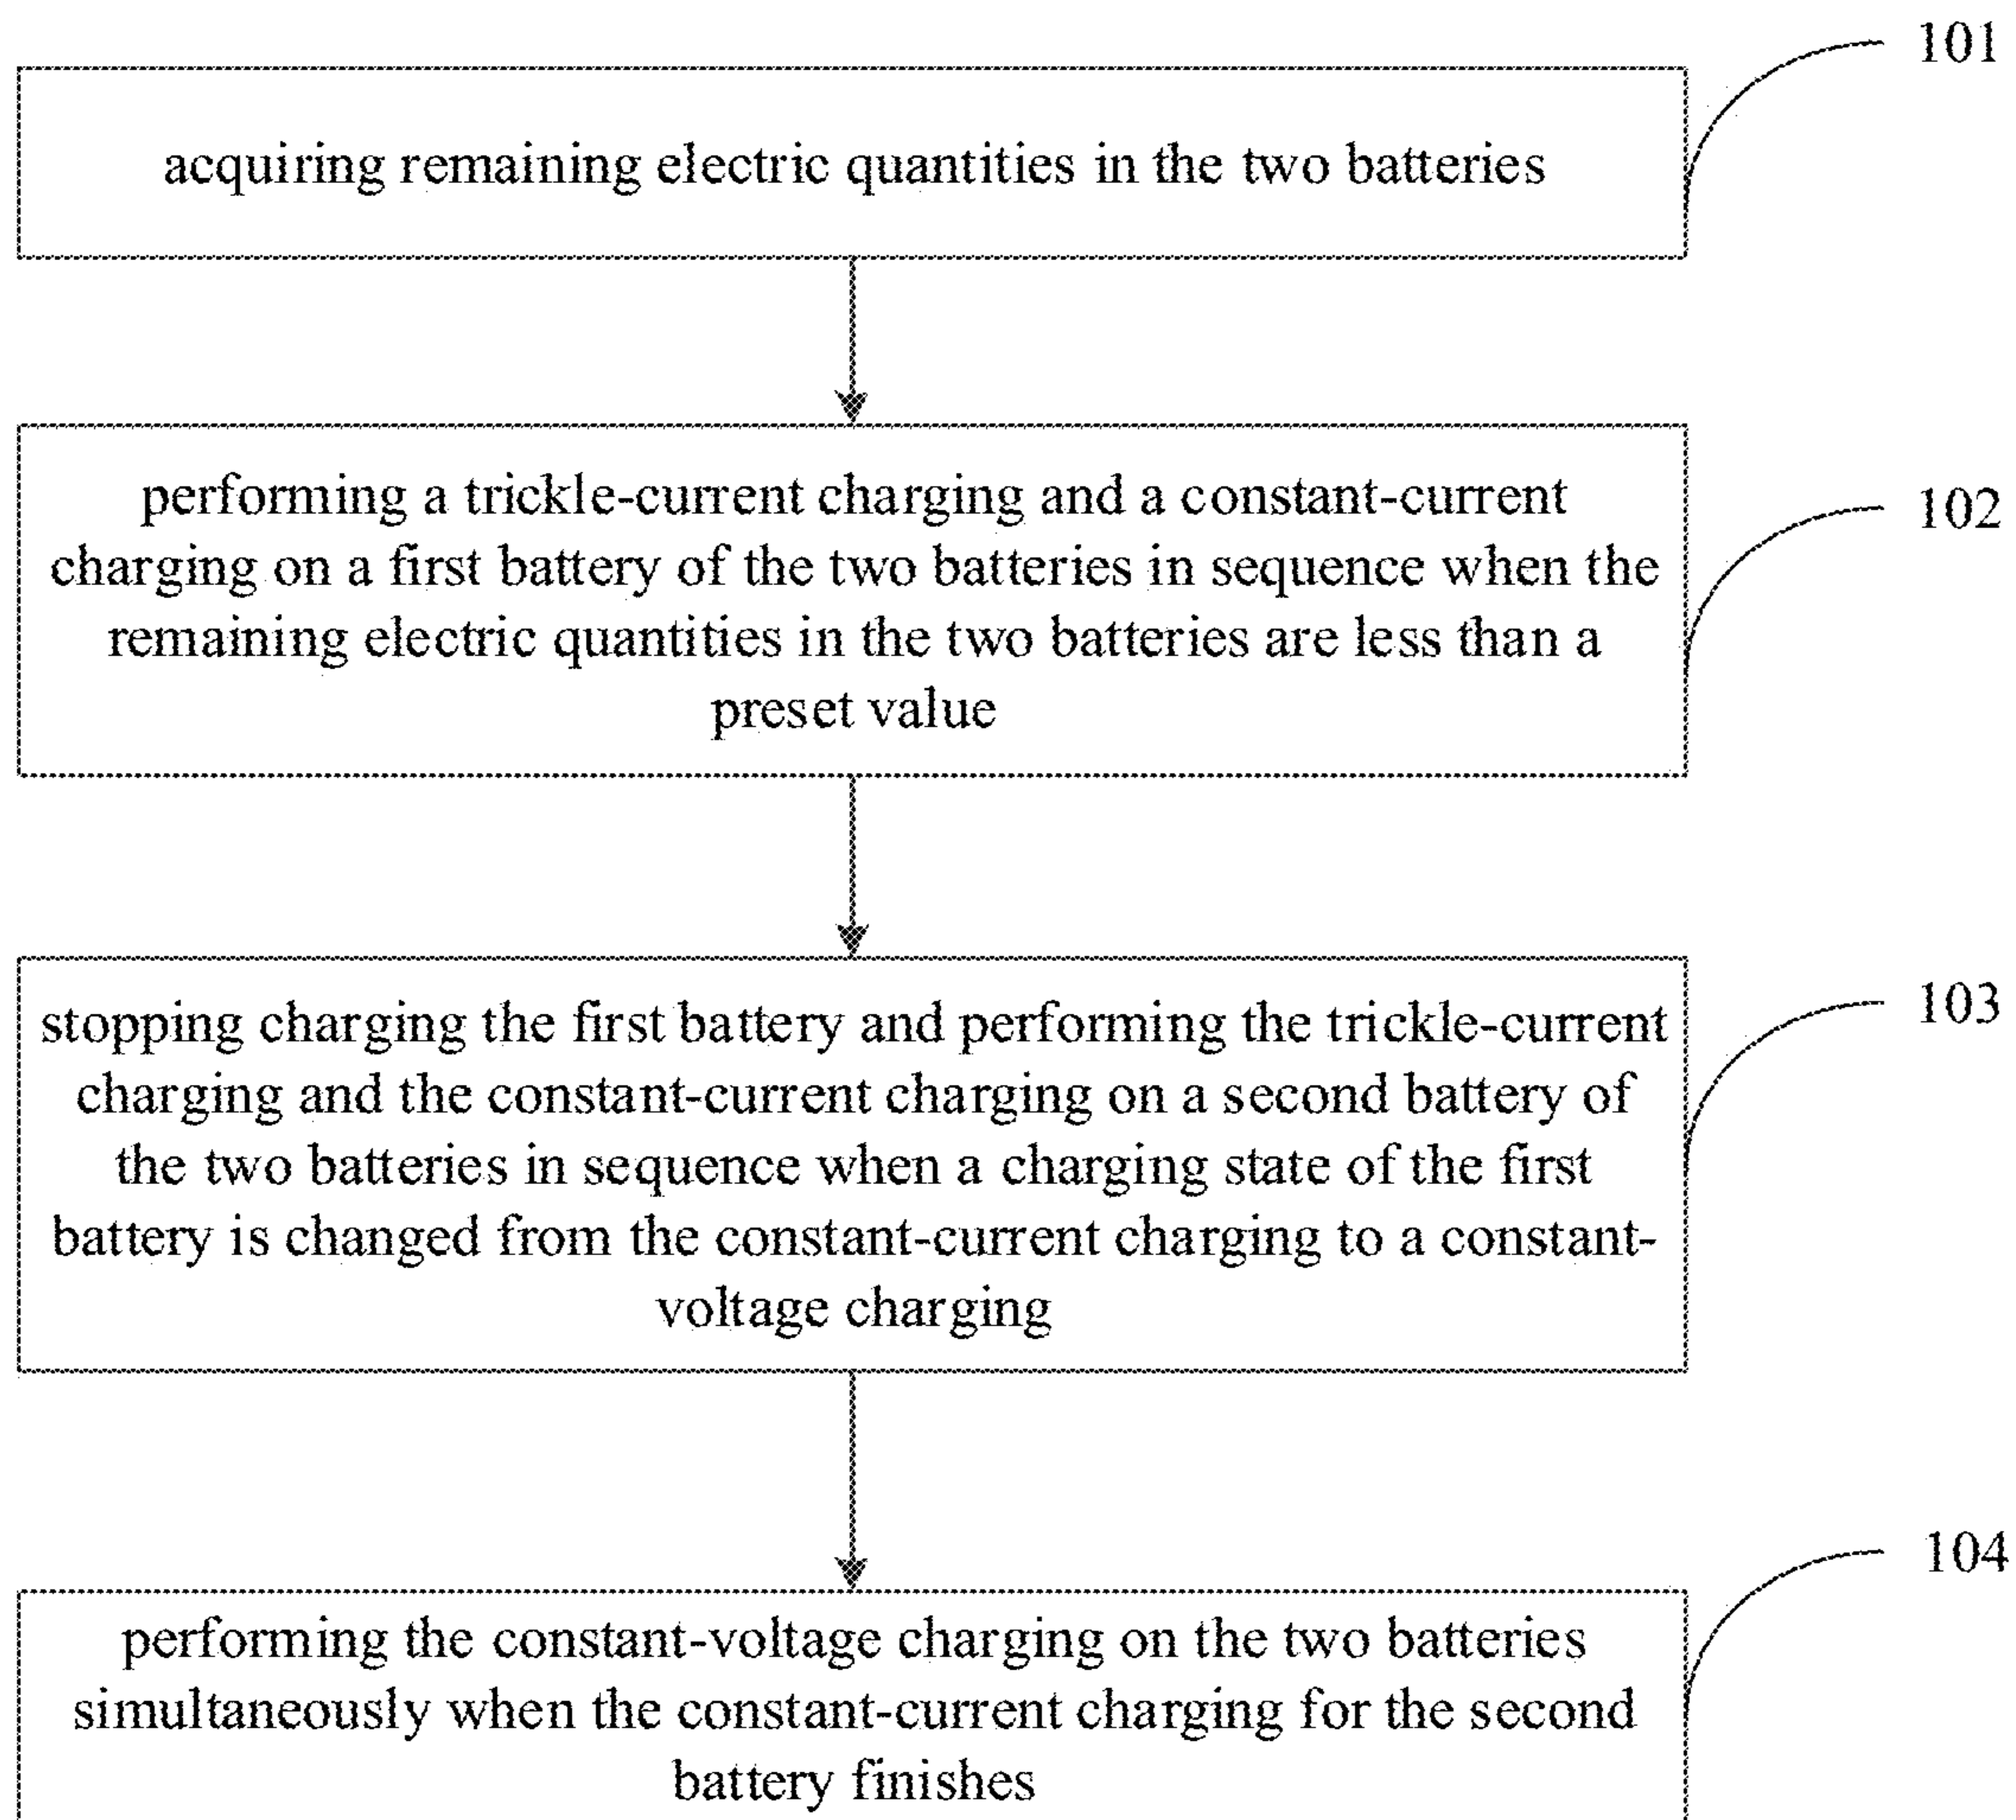 101
acquiring remaining electric quantities in the two batteries
performing a trickle-current charging and a constant-current
102
charging on a first battery of the two batteries in sequence when the
remaining electric quantities in the two batteries are less than a
preset value
103
stopping charging the first battery and performing the trickle-current
charging and the constant-current charging on a second battery of
the two batteries in sequence when a charging state of the first
battery is changed from the constant-current charging to a constant-
voltage charging
104
performing the constant-voltage charging on the two batteries
simultaneously when the constant-current charging for the second
battery finishes